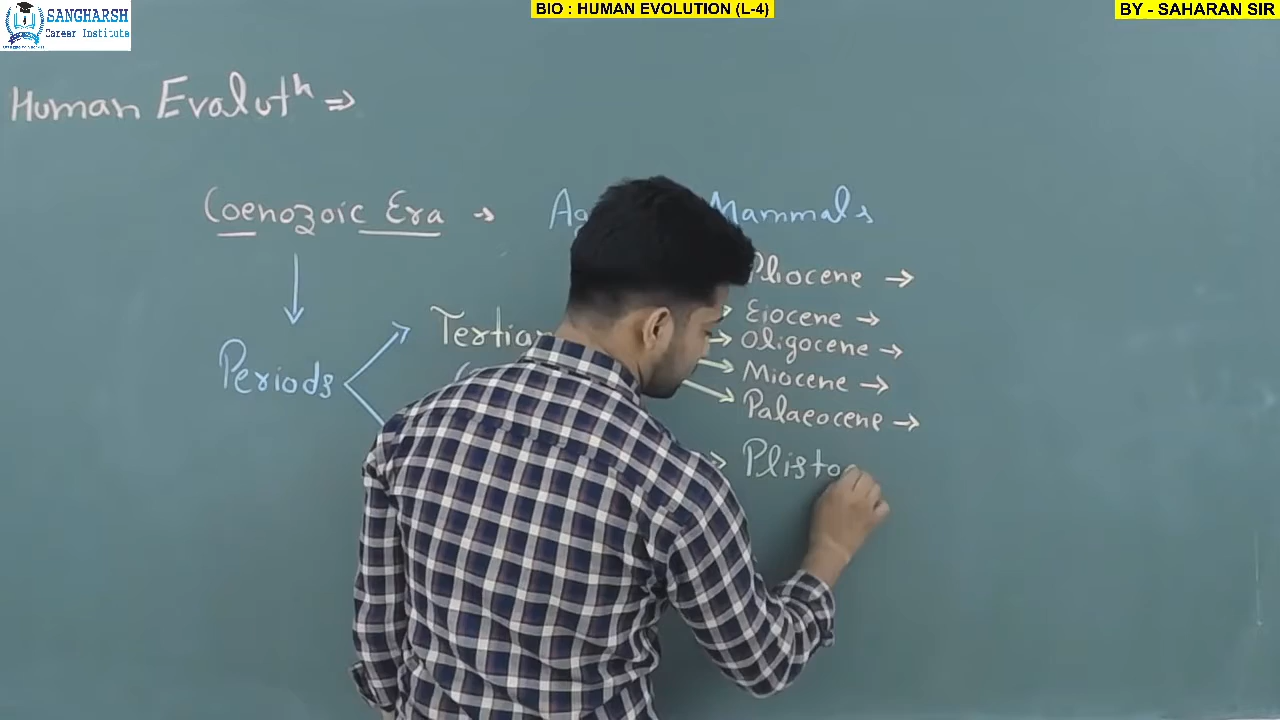 SANGHARSH
Career Institute
BIO : HUMAN EVOLUTION (L-4)
BY - SAHARAN SIR
Human Evaluth ⇒
Coenozoic Era → Mammals
Pliocene →
Eiocene →
Oligocene →
Miocene →
Palaeocene →
Periods
Plisto